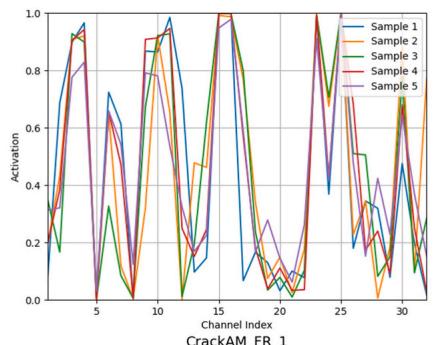 1.0
0.8
0.6
0.4
0.2
0.0
Activation
Sample 1
Sample 2
Sample 3
Sample 4
Sample 5
5 10 15 20 25 30
Channel Index
CrackAM_ER_1